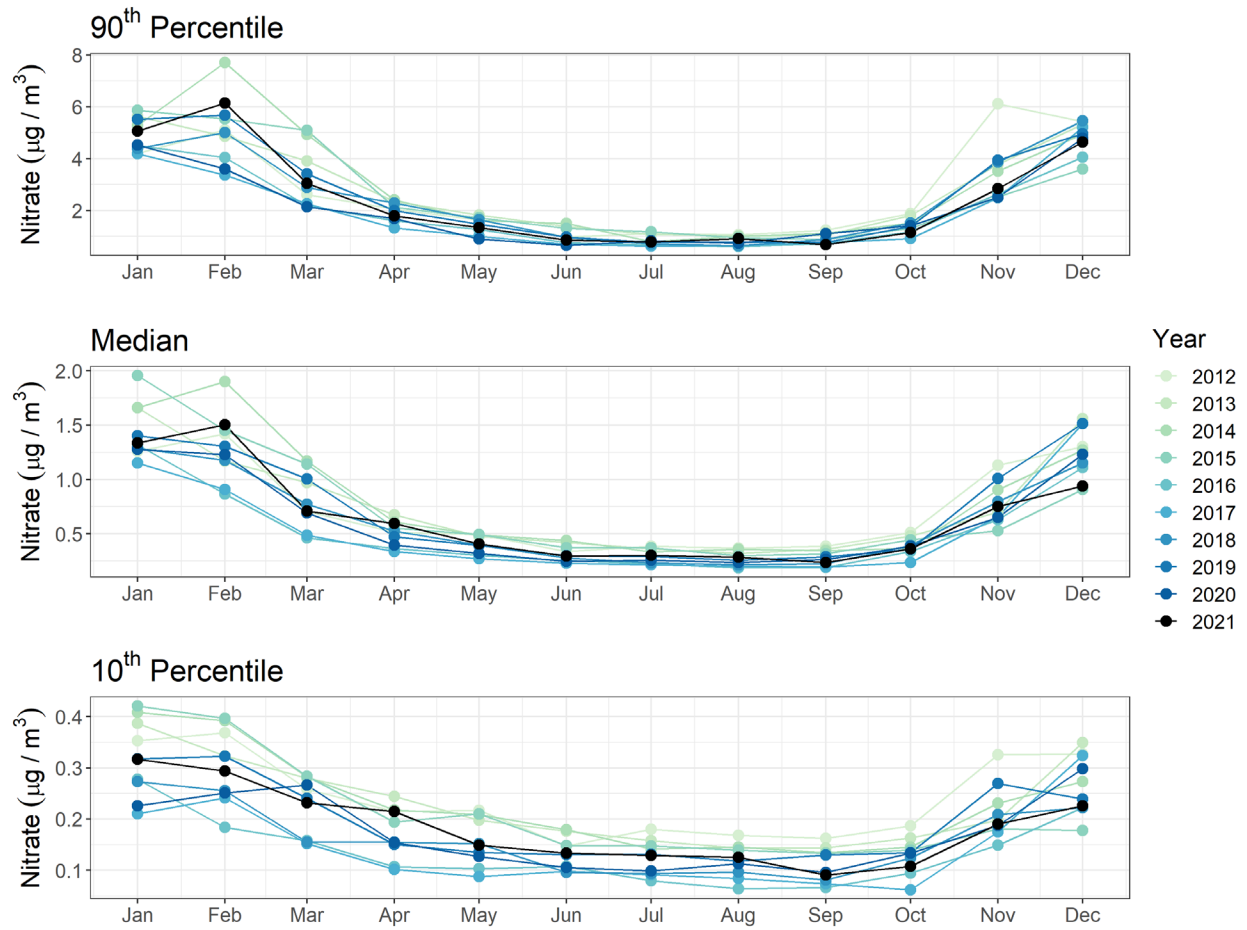 90th Percentile
Nitrate (µg / m³)
8
6
4
2
Jan Feb Mar Apr May Jun Jul Aug Sep Oct Nov Dec
Median
Nitrate (µg / m³)
2.0
1.5
1.0
0.5
Jan Feb Mar Apr May Jun Jul Aug Sep Oct Nov Dec
Year
2012
2013
2014
2015
2016
2017
2018
2019
2020
2021
10th Percentile
Nitrate (µg / m³)
0.4
0.3
0.2
0.1
Jan Feb Mar Apr May Jun Jul Aug Sep Oct Nov Dec